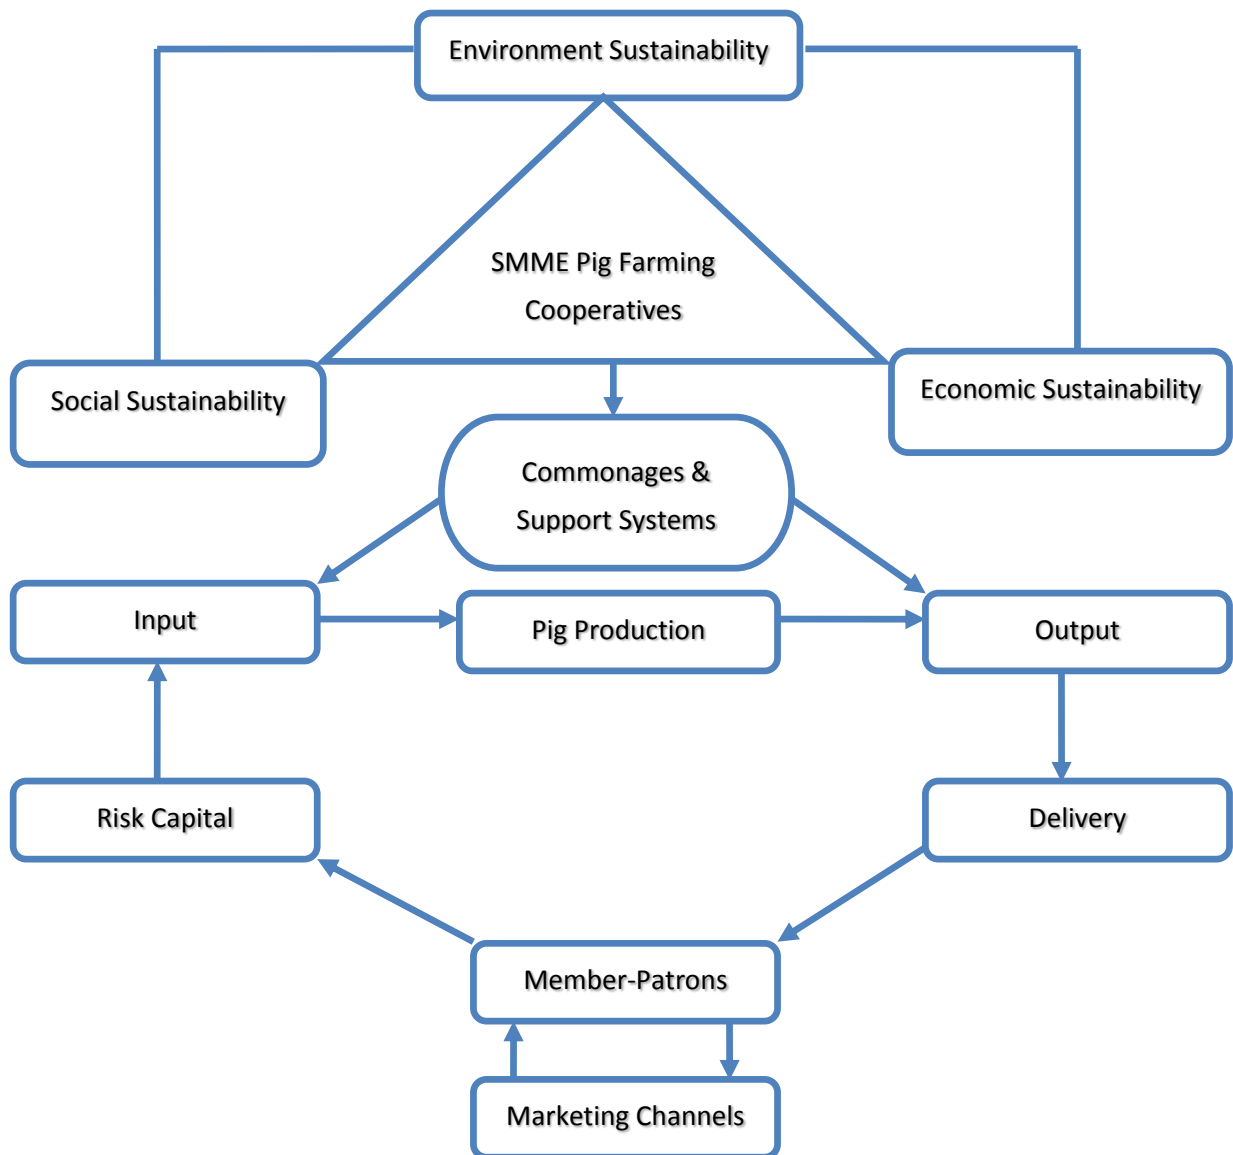 Environment Sustainability
SMME Pig Farming
Cooperatives
Social Sustainability
Economic Sustainability
Commonages &
Support Systems
Input
Pig Production
Output
Risk Capital
Delivery
Member-Patrons
Marketing Channels